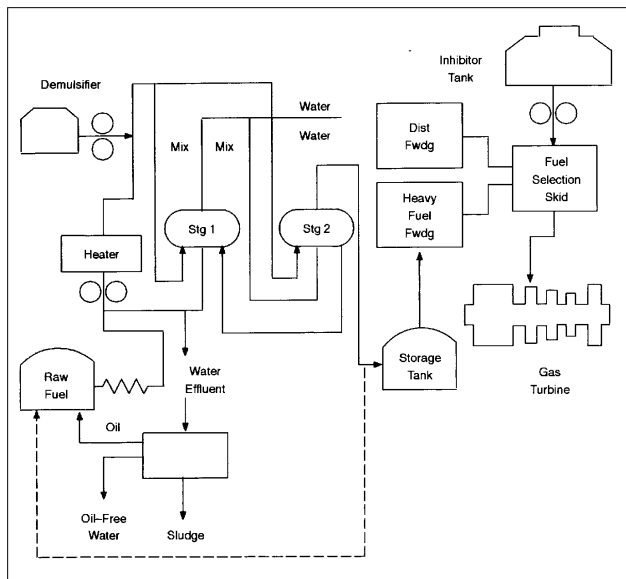 Demulsifier
Inhibitor
Tank
Water
Water
Mix
Mix
Dist
Fwdg
Fuel
Selection
Skid
Heavy
Fuel
Fwdg
Stg 1
Stg 2
Heater
Raw
Fuel
Water
Effluent
Storage
Tank
Gas
Turbine
Oil
Oil–Free
Water
Sludge